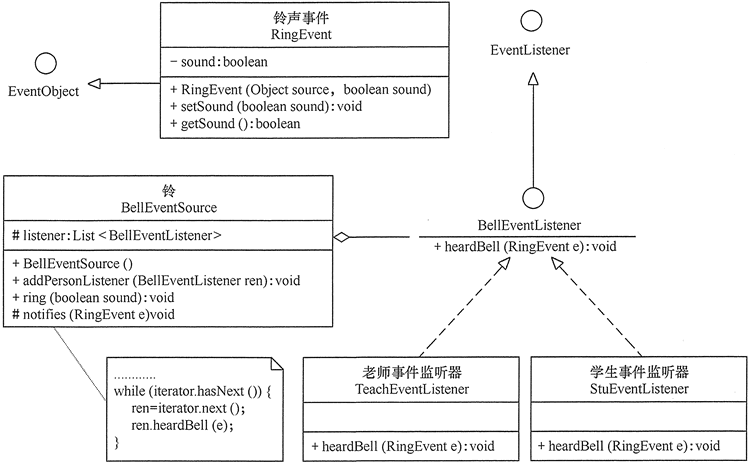 铃声事件
RingEvent
− sound:boolean
+ RingEvent (Object source, boolean sound)
+ setSound (boolean sound):void
+ getSound ():boolean
EventObject
EventListener
铃
BellEventSource
# listener:List <BellEventListener>
+ BellEventSource ()
+ addPersonListener (BellEventListener ren):void
+ ring (boolean sound):void
# notifies (RingEvent e)void
BellEventListener
+ heardBell (RingEvent e):void
............
while (iterator.hasNext ()) {
ren=iterator.next ();
ren.heardBell (e);
}
老师事件监听器
TeachEventListener
+ heardBell (RingEvent e):void
学生事件监听器
StuEventListener
+ heardBell (RingEvent e):void